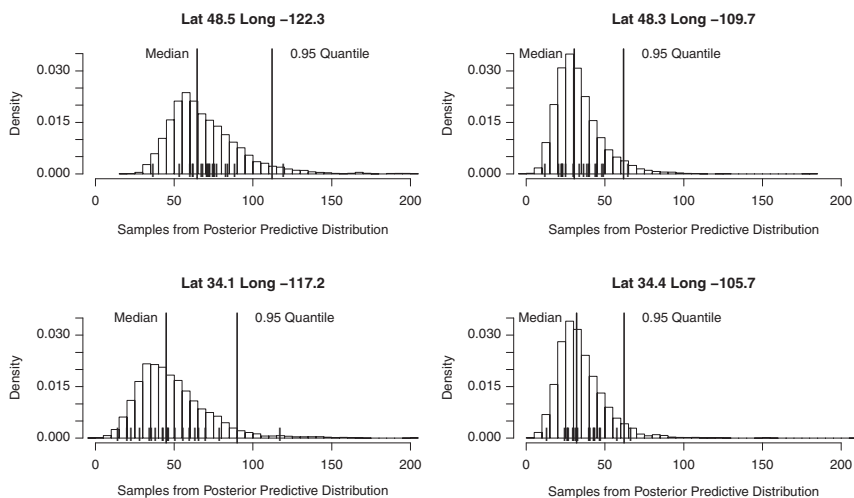 Lat 48.5 Long −122.3
Median
0.95 Quantile
Density
0.030
0.015
0.000
0 50 100 150 200
Samples from Posterior Predictive Distribution
Lat 48.3 Long −109.7
Median
0.95 Quantile
Density
0.030
0.015
0.000
0 50 100 150 200
Samples from Posterior Predictive Distribution
Lat 34.1 Long −117.2
Median
0.95 Quantile
Density
0.030
0.015
0.000
0 50 100 150 200
Samples from Posterior Predictive Distribution
Lat 34.4 Long −105.7
Median
0.95 Quantile
Density
0.030
0.015
0.000
0 50 100 150 200
Samples from Posterior Predictive Distribution